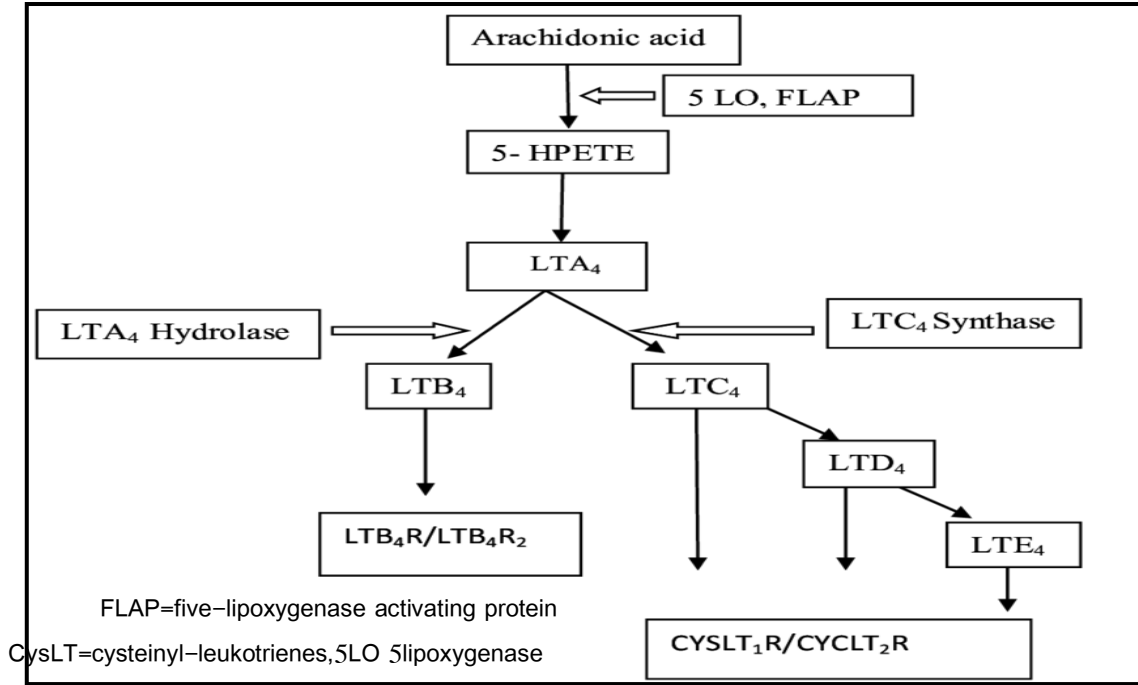 Arachidonic acid
5 LO, FLAP
5- HPETE
LTA₄
LTA₄ Hydrolase
LTC₄ Synthase
LTB₄
LTC₄
LTD₄
LTB₄R/LTB₄R₂
LTE₄
FLAP=five-lipoxygenase activating protein
CYSLT₁R/CYCLT₂R
CysLT=cysteinyl-leukotrienes,5LO 5lipoxygenase